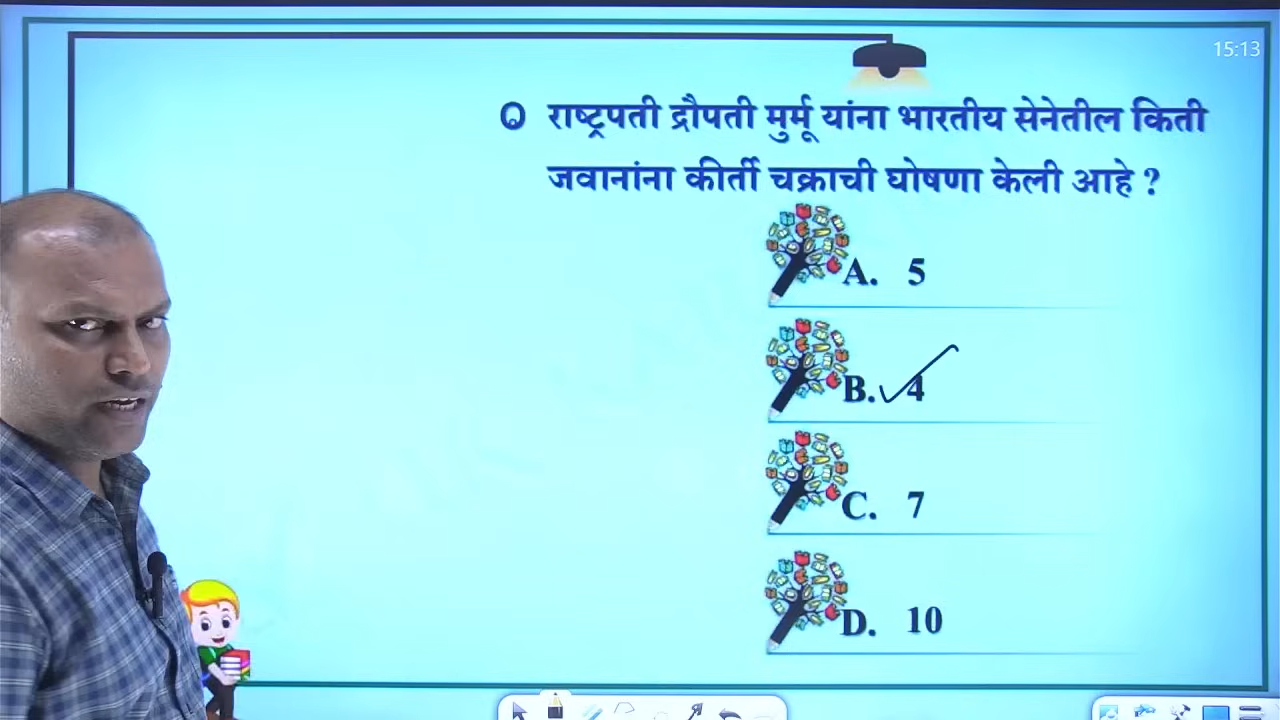 15:13
Q राष्ट्रपती द्रौपती मुर्मू यांना भारतीय सेनेतील किती
जवानांना कीर्ती चक्राची घोषणा केली आहे ?
A. 5
B. 4
C. 7
D. 10